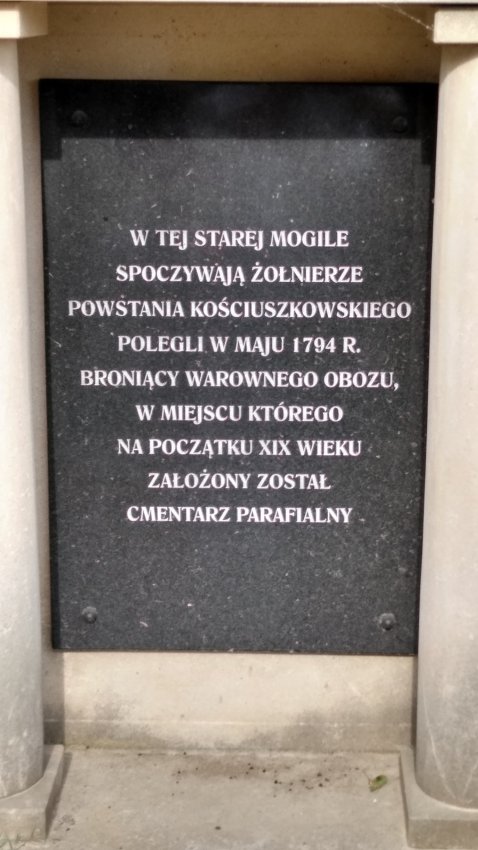 W TEJ STAREJ MOGILE
SPOCZYWAJĄ ŻOŁNIERZE
POWSTANIA KOŚCIUSZKOWSKIEGO
POLEGLI W MAJU 1794 R.
BRONIĄCY WAROWNEGO OBOZU,
W MIEJSCU KTÓREGO
NA POCZĄTKU XIX WIEKU
ZAŁOŻONY ZOSTAŁ
CMENTARZ PARAFIALNY